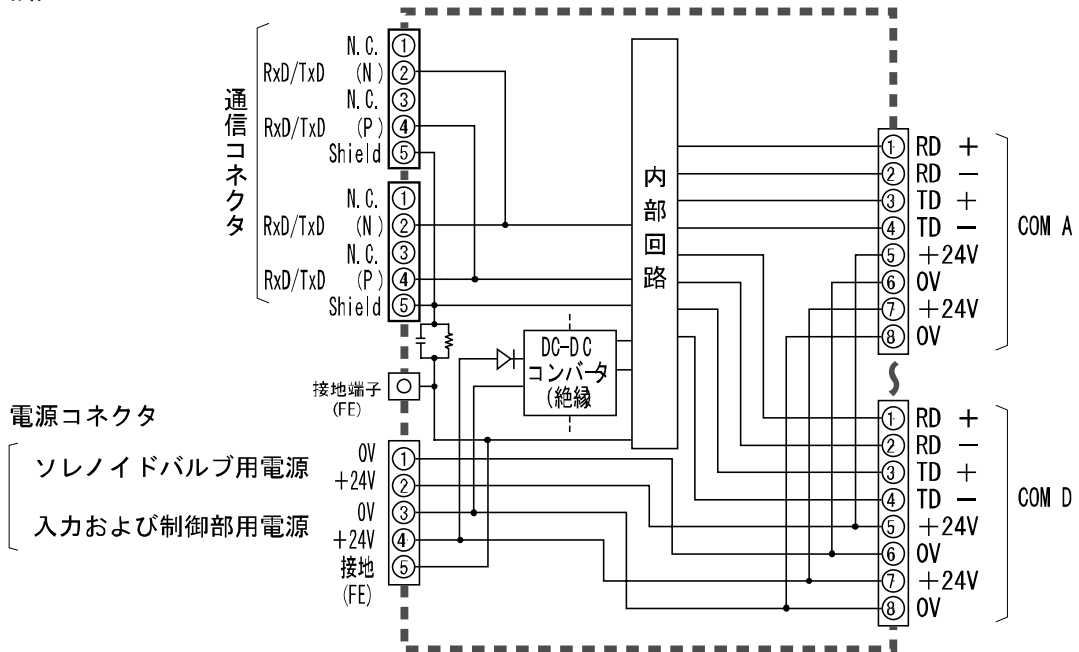 通信コネクタ
N.C. ①
RxD/TxD (N) ②
N.C. ③
RxD/TxD (P) ④
Shield ⑤
N.C. ①
RxD/TxD (N) ②
N.C. ③
RxD/TxD (P) ④
Shield ⑤
接地端子
(FE)
電源コネクタ
ソレノイドバルブ用電源
入力および制御部用電源
0V ①
+24V ②
0V ③
+24V ④
接地 ⑤
(FE)
DC-DC
コンバータ
(絶縁
内部回路
① RD +
② RD −
③ TD +
④ TD −
⑤ +24V
⑥ 0V
⑦ +24V
⑧ 0V
COM A
① RD +
② RD −
③ TD +
④ TD −
⑤ +24V
⑥ 0V
⑦ +24V
⑧ 0V
COM D